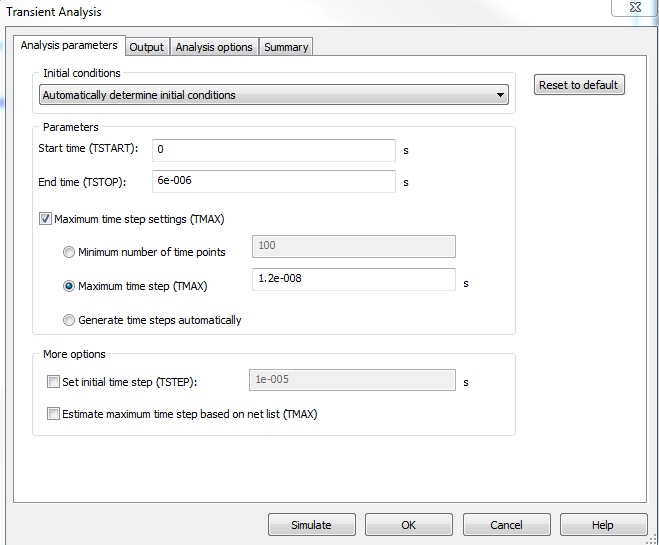 Transient Analysis
Analysis parameters Output Analysis options Summary
Initial conditions
Automatically determine initial conditions
Reset to default
Parameters
Start time (TSTART): 0 s
End time (TSTOP): 6e-006 s
Maximum time step settings (TMAX)
Minimum number of time points 100
Maximum time step (TMAX) 1.2e-008 s
Generate time steps automatically
More options
Set initial time step (TSTEP): 1e-005 s
Estimate maximum time step based on net list (TMAX)
Simulate OK Cancel Help